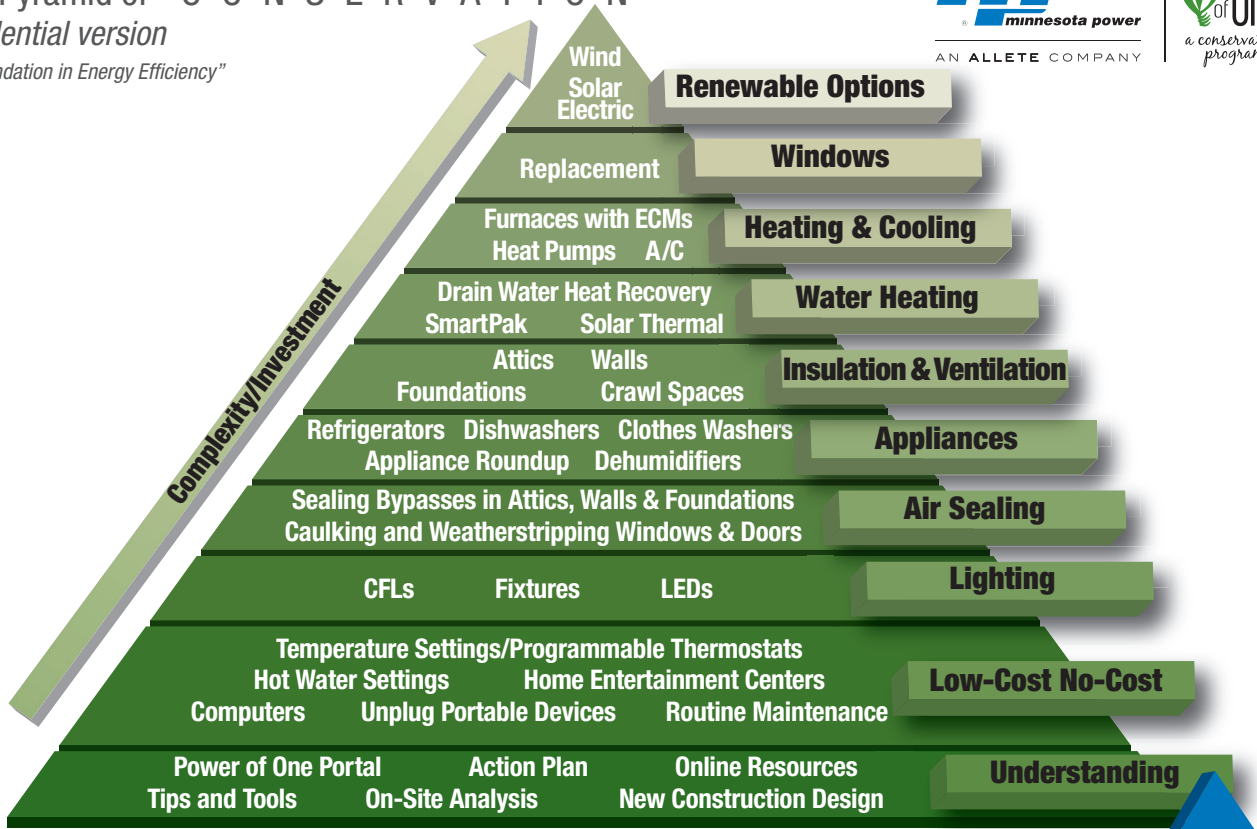 Pyramid of C O N S E R V A T I O N
version
in Energy Efficiency”
minnesota power
AN ALLETE COMPANY
of
a
Wind
Solar
Electric
Renewable Options
Replacement
Windows
Furnaces with ECMs
Heat Pumps A/C
Heating & Cooling
Drain Water Heat Recovery
SmartPak Solar Thermal
Water Heating
Attics Walls
Foundations Crawl Spaces
Insulation & Ventilation
Refrigerators Dishwashers Clothes Washers
Appliance Roundup Dehumidifiers
Appliances
Sealing Bypasses in Attics, Walls & Foundations
Caulking and Weatherstripping Windows & Doors
Air Sealing
CFLs Fixtures LEDs
Lighting
Temperature Settings/Programmable Thermostats
Hot Water Settings Home Entertainment Centers
Computers Unplug Portable Devices Routine Maintenance
Low-Cost No-Cost
Power of One Portal Action Plan Online Resources
Tips and Tools On-Site Analysis New Construction Design
Understanding
Complexity/Investment